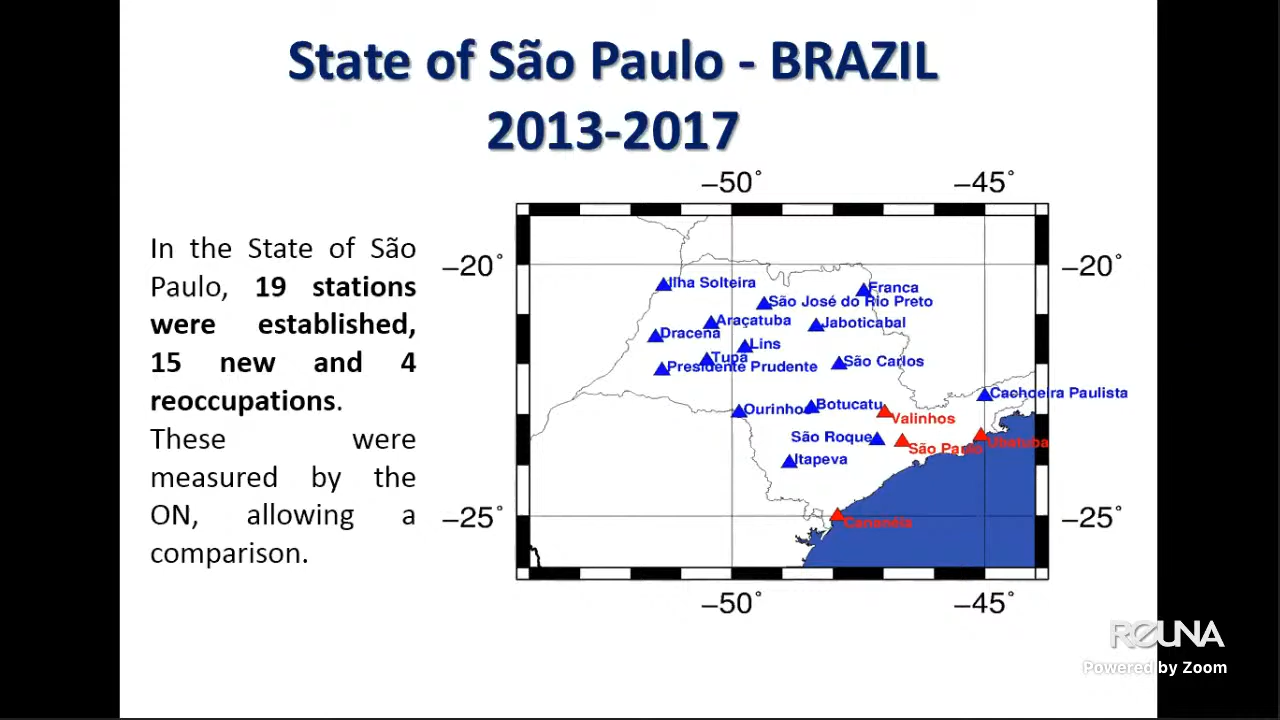 State of São Paulo - BRAZIL
2013-2017
In the State of São
Paulo, 19 stations
were established,
15 new and 4
reoccupations.
These were
measured by the
ON, allowing a
comparison.
–50˚ –45˚
–20˚ –20˚
Ilha Solteira
Franca
São José do Rio Preto
Araçatuba
Jaboticabal
Dracena
Lins
Tupã
São Carlos
Presidente Prudente
Cachoeira Paulista
Botucatu
Ourinhos
Valinhos
São Roque
Ubatuba
São Paulo
Itapeva
–25˚ –25˚
Cananéia
–50˚ –45˚
REUNA
Powered by Zoom